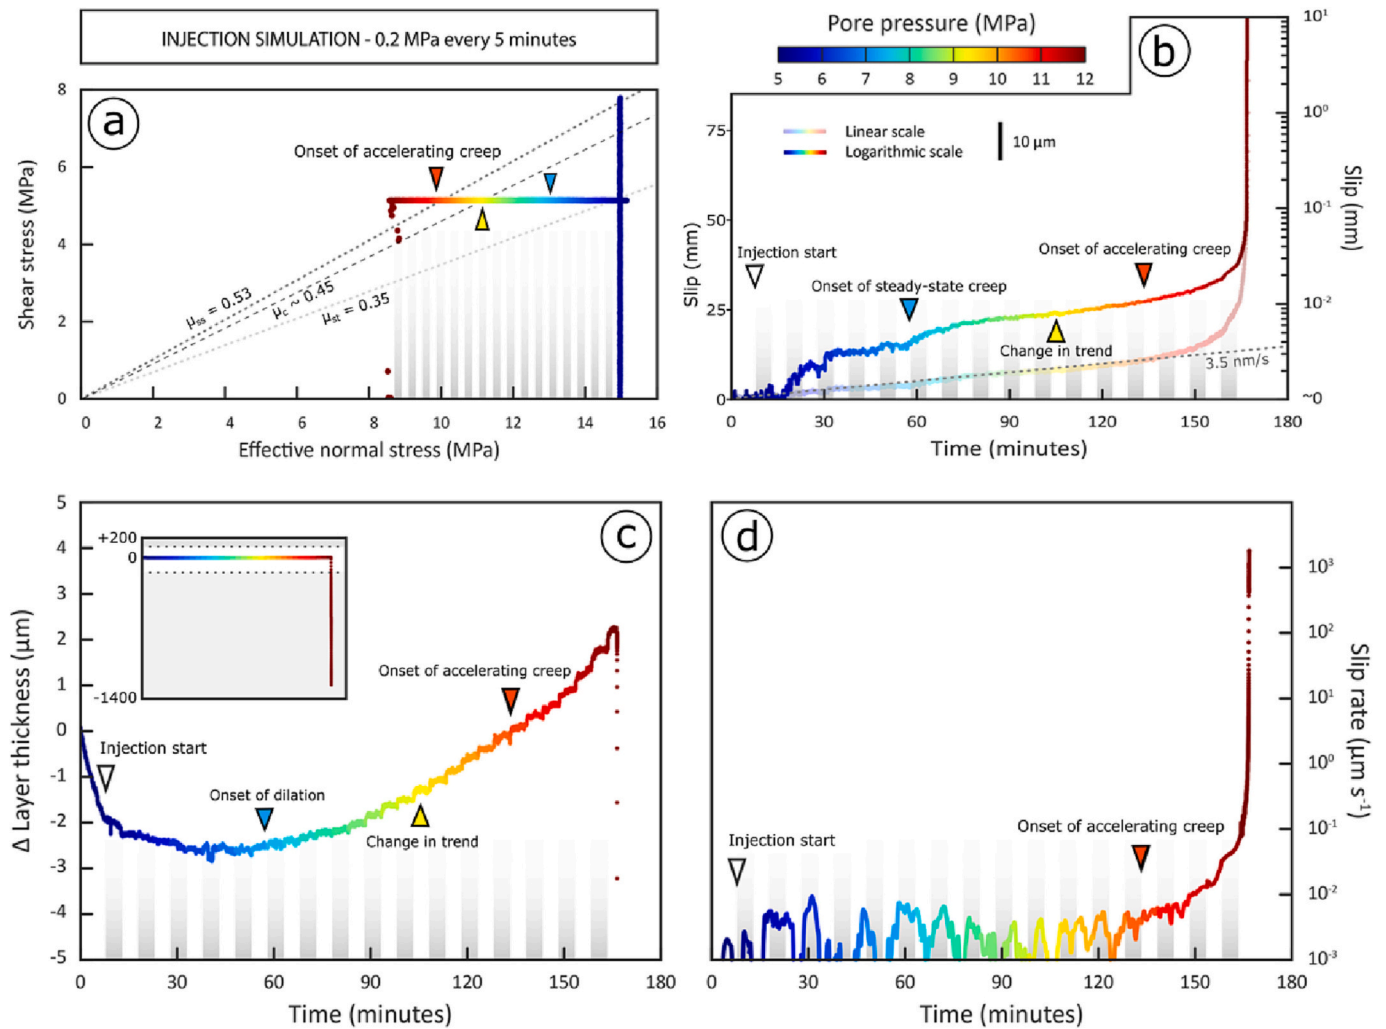 INJECTION SIMULATION - 0.2 MPa every 5 minutes
a
Shear stress (MPa)
8
6
4
2
0
Onset of accelerating creep
μss = 0.53
μc ~ 0.45
μst = 0.35
0 2 4 6 8 10 12 14 16
Effective normal stress (MPa)
Pore pressure (MPa)
5 6 7 8 9 10 11 12
b
Linear scale
Logarithmic scale
10 μm
Slip (mm)
75
50
25
0
Injection start
Onset of steady-state creep
Onset of accelerating creep
Change in trend
3.5 nm/s
10¹
10⁰
10⁻¹
10⁻²
~0
Slip (mm)
0 30 60 90 120 150 180
Time (minutes)
c
Δ Layer thickness (μm)
5
4
3
2
1
0
-1
-2
-3
-4
-5
+200
0
-1400
Injection start
Onset of dilation
Onset of accelerating creep
Change in trend
0 30 60 90 120 150 180
Time (minutes)
d
Injection start
Onset of accelerating creep
10³
10²
10¹
10⁰
10⁻¹
10⁻²
10⁻³
Slip rate (μm s⁻¹)
0 30 60 90 120 150 180
Time (minutes)